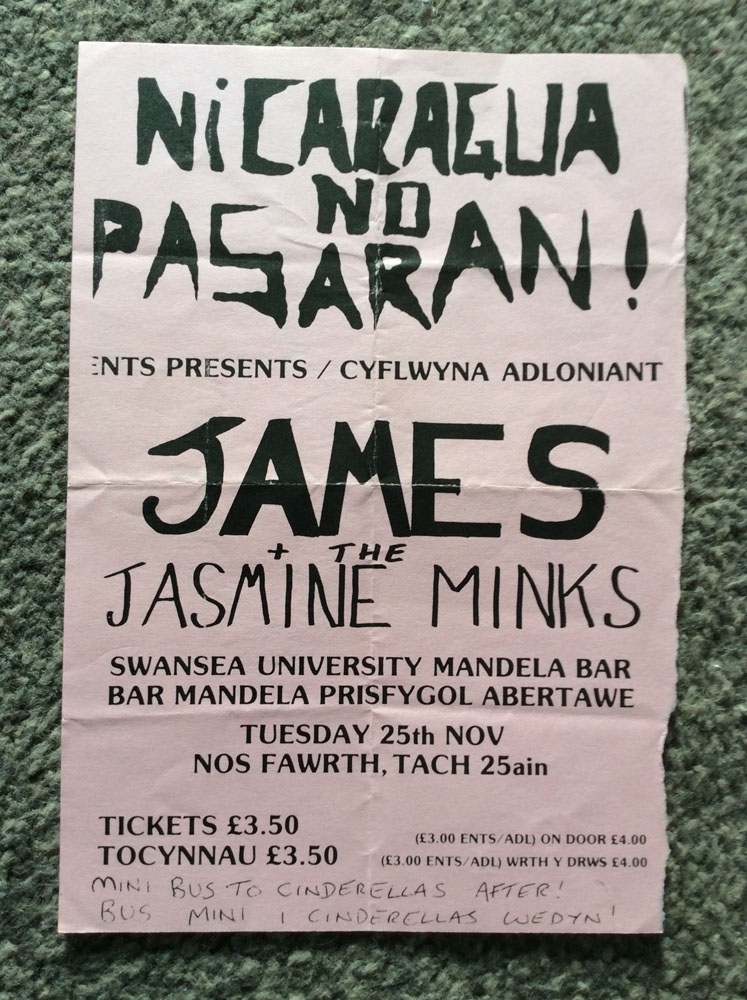 NiCARAGUA
NO
PASARAN!
ENTS PRESENTS / CYFLWYNA ADLONIANT
JAMES
+ THE
JASMINE MINKS
SWANSEA UNIVERSITY MANDELA BAR
BAR MANDELA PRISFYGOL ABERTAWE
TUESDAY 25th NOV
NOS FAWRTH, TACH 25ain
TICKETS £3.50
(£3.00 ENTS/ADL) ON DOOR £4.00
TOCYNNAU £3.50
(£3.00 ENTS/ADL) WRTH Y DRWS £4.00
MINI BUS TO CINDERELLAS AFTER!
BUS MINI I CINDERELLAS WEDYN!